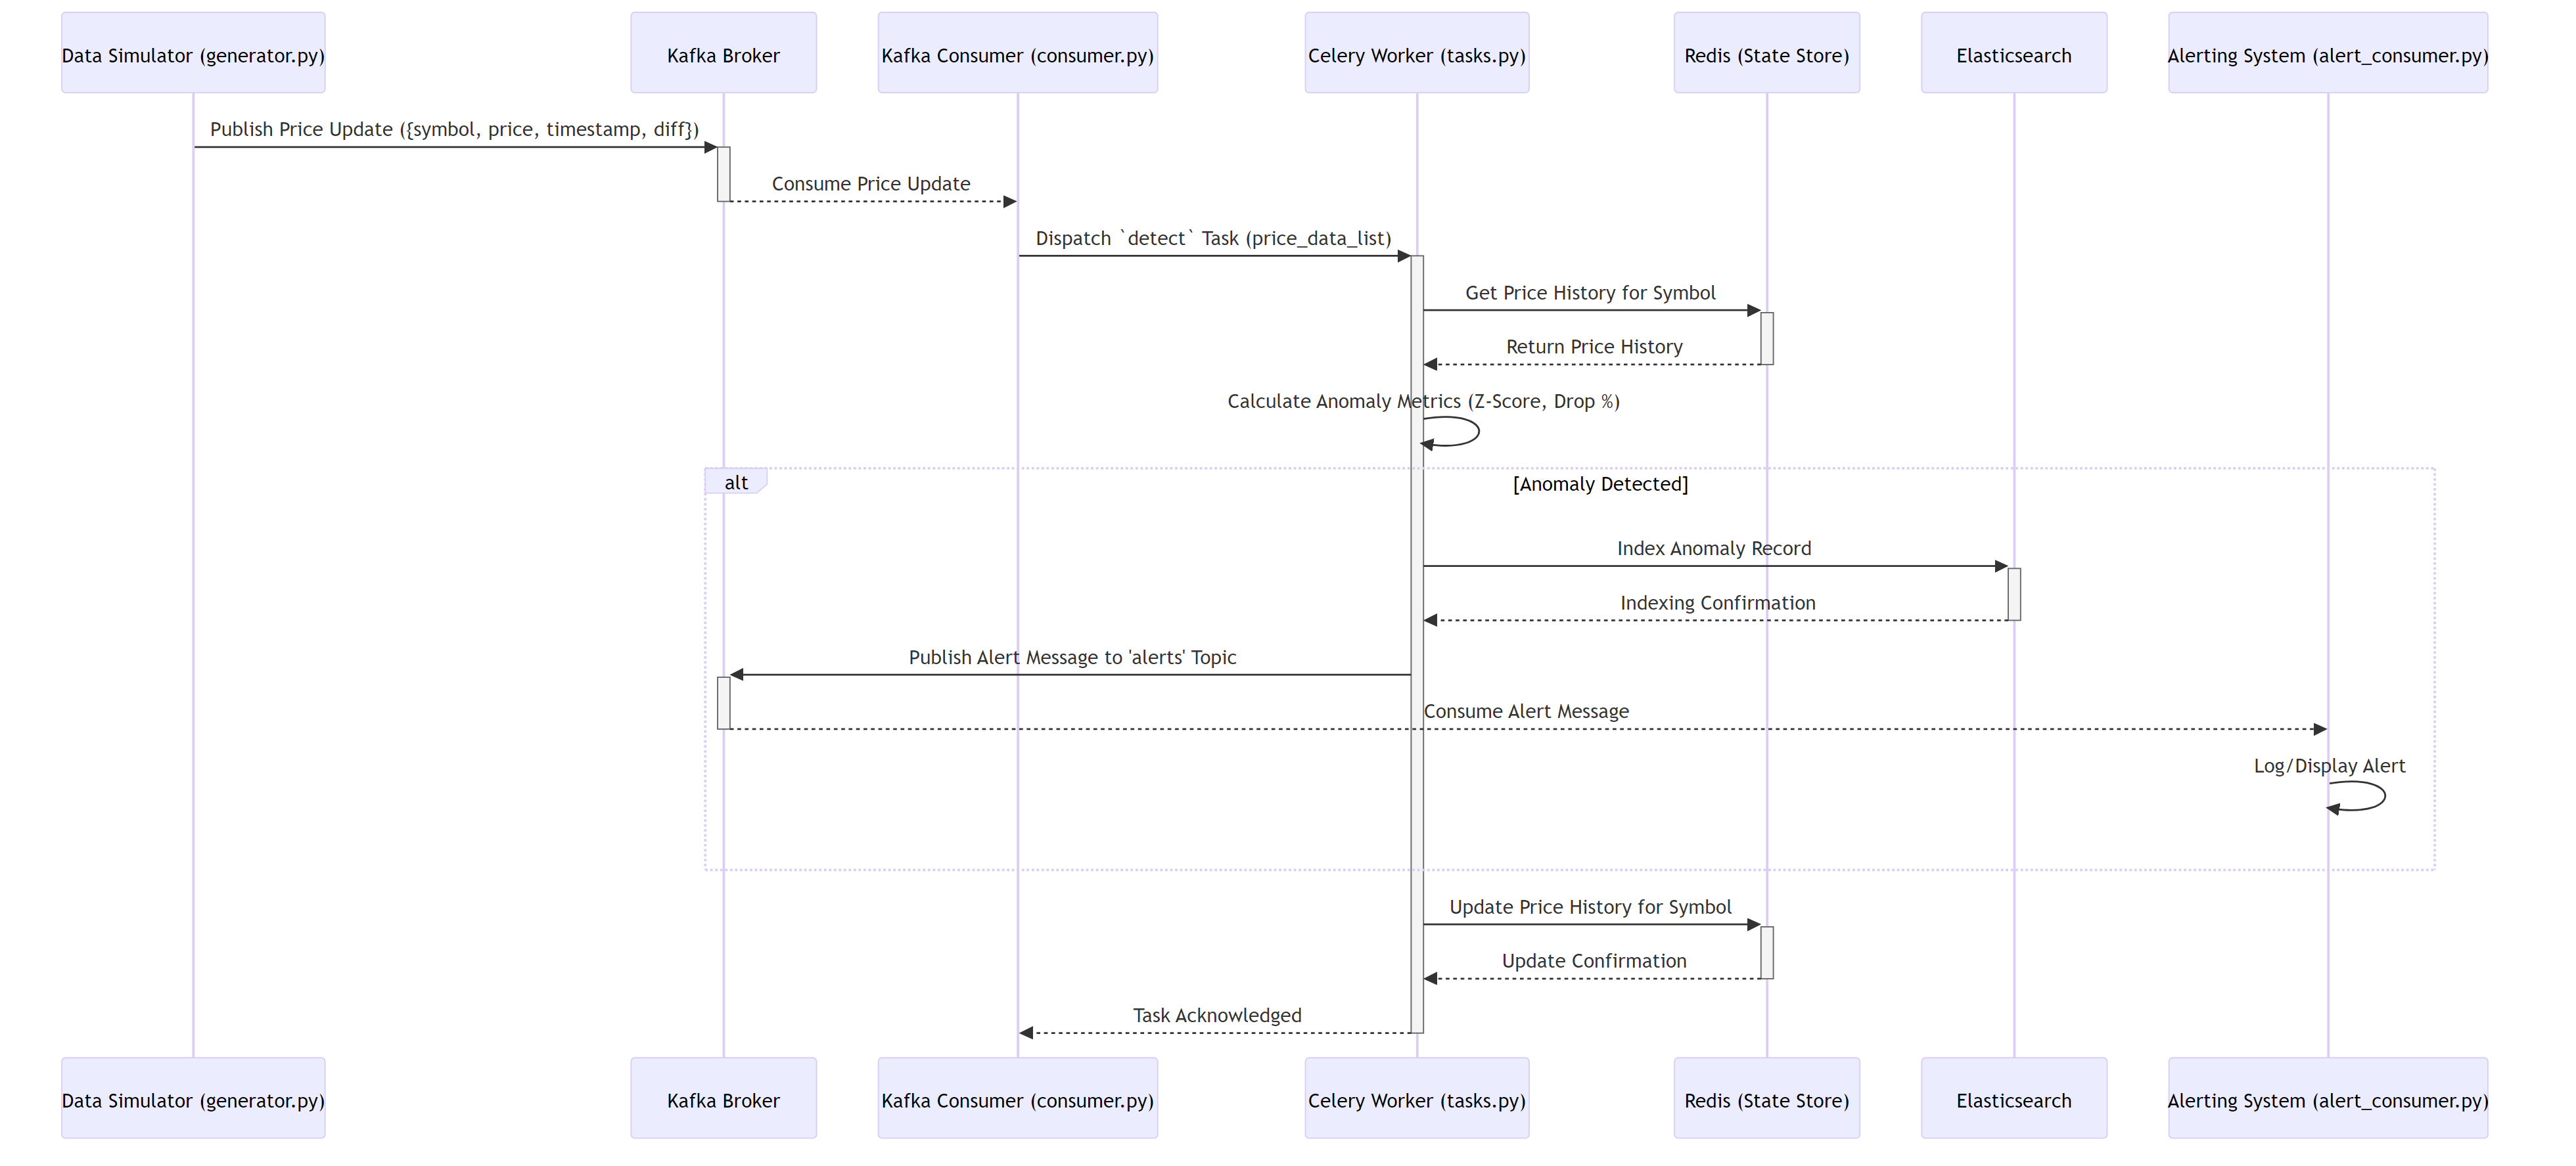 Data Simulator (generator.py)
Kafka Broker
Kafka Consumer (consumer.py)
Celery Worker (tasks.py)
Redis (State Store)
Elasticsearch
Alerting System (alert_consumer.py)
Publish Price Update ({symbol, price, timestamp, diff})
Consume Price Update
Dispatch `detect` Task (price_data_list)
Get Price History for Symbol
Return Price History
Calculate Anomaly Metrics (Z-Score, Drop %)
alt
[Anomaly Detected]
Index Anomaly Record
Indexing Confirmation
Publish Alert Message to 'alerts' Topic
Consume Alert Message
Log/Display Alert
Update Price History for Symbol
Update Confirmation
Task Acknowledged
Data Simulator (generator.py)
Kafka Broker
Kafka Consumer (consumer.py)
Celery Worker (tasks.py)
Redis (State Store)
Elasticsearch
Alerting System (alert_consumer.py)